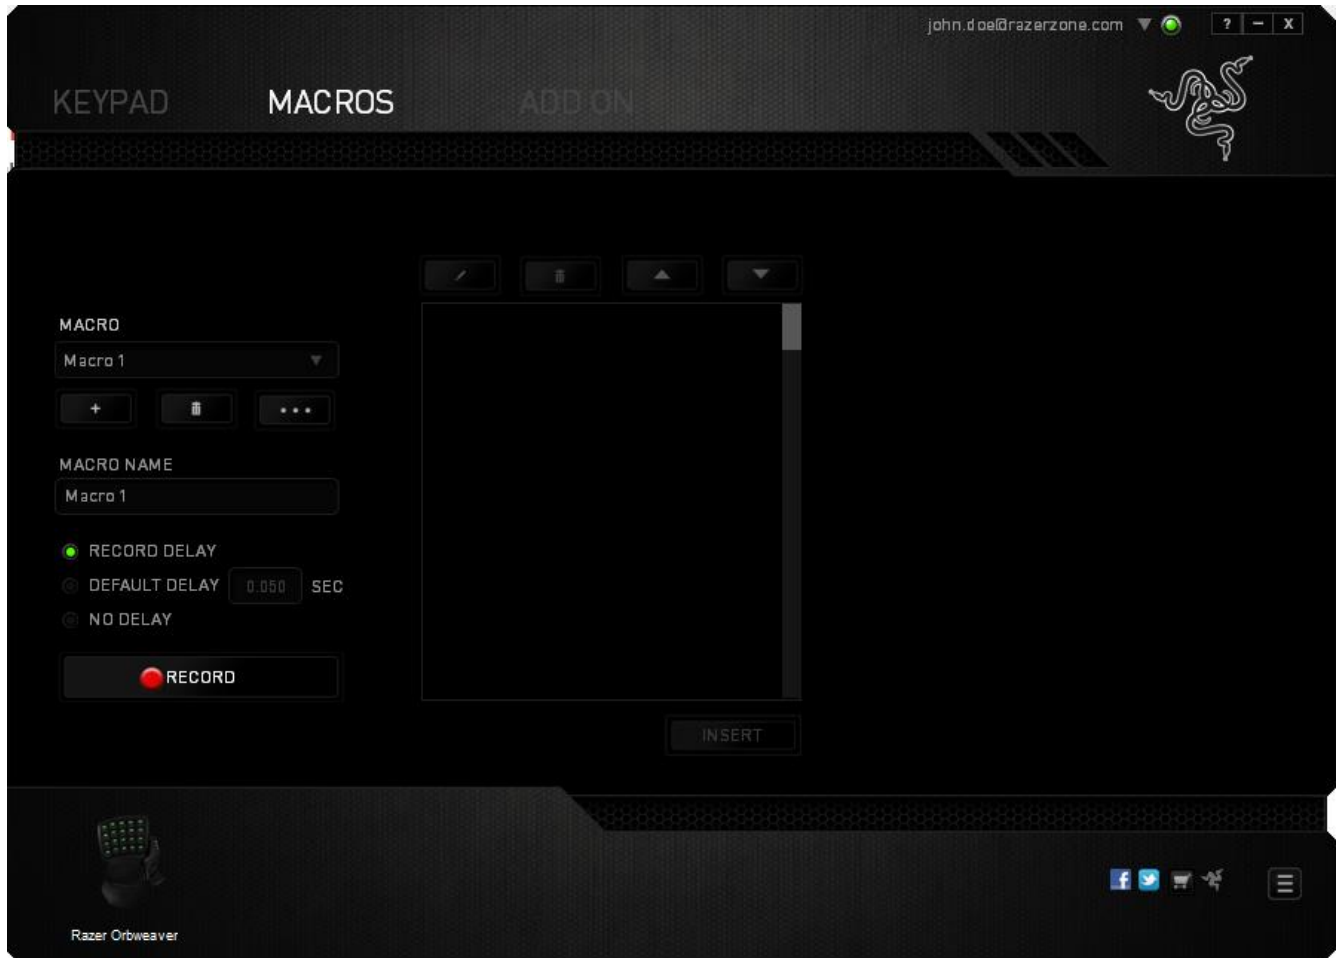 john.doe@razerzone.com
? – X
KEYPAD MACROS ADD ON
MACRO
Macro 1
+
MACRO NAME
Macro 1
RECORD DELAY
DEFAULT DELAY 0.050 SEC
NO DELAY
RECORD
INSERT
f
Razer Orbweaver